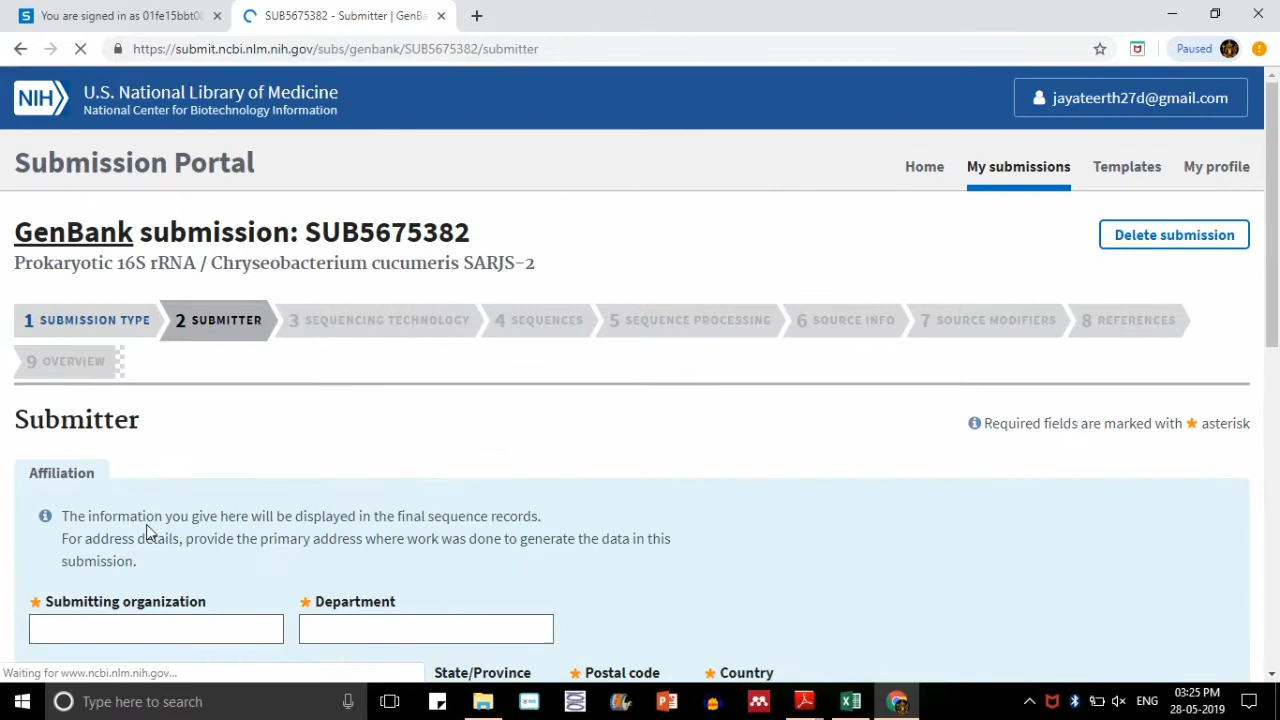 You are signed in as 01fe15bbt0
SUB5675382 - Submitter | GenBa
https://submit.ncbi.nlm.nih.gov/subs/genbank/SUB5675382/submitter
Paused
NIH
U.S. National Library of Medicine
National Center for Biotechnology Information
jayateerth27d@gmail.com
Submission Portal
Home
My submissions
Templates
My profile
GenBank submission: SUB5675382
Delete submission
Prokaryotic 16S rRNA / Chryseobacterium cucumeris SARJS-2
1 SUBMISSION TYPE
2 SUBMITTER
3 SEQUENCING TECHNOLOGY
4 SEQUENCES
5 SEQUENCE PROCESSING
6 SOURCE INFO
7 SOURCE MODIFIERS
8 REFERENCES
9 OVERVIEW
Submitter
Required fields are marked with ★ asterisk
Affiliation
The information you give here will be displayed in the final sequence records.
For address details, provide the primary address where work was done to generate the data in this
submission.
★ Submitting organization
★ Department
State/Province
★ Postal code
★ Country
Waiting for www.ncbi.nlm.nih.gov...
Type here to search
ENG
03:25 PM
28-05-2019